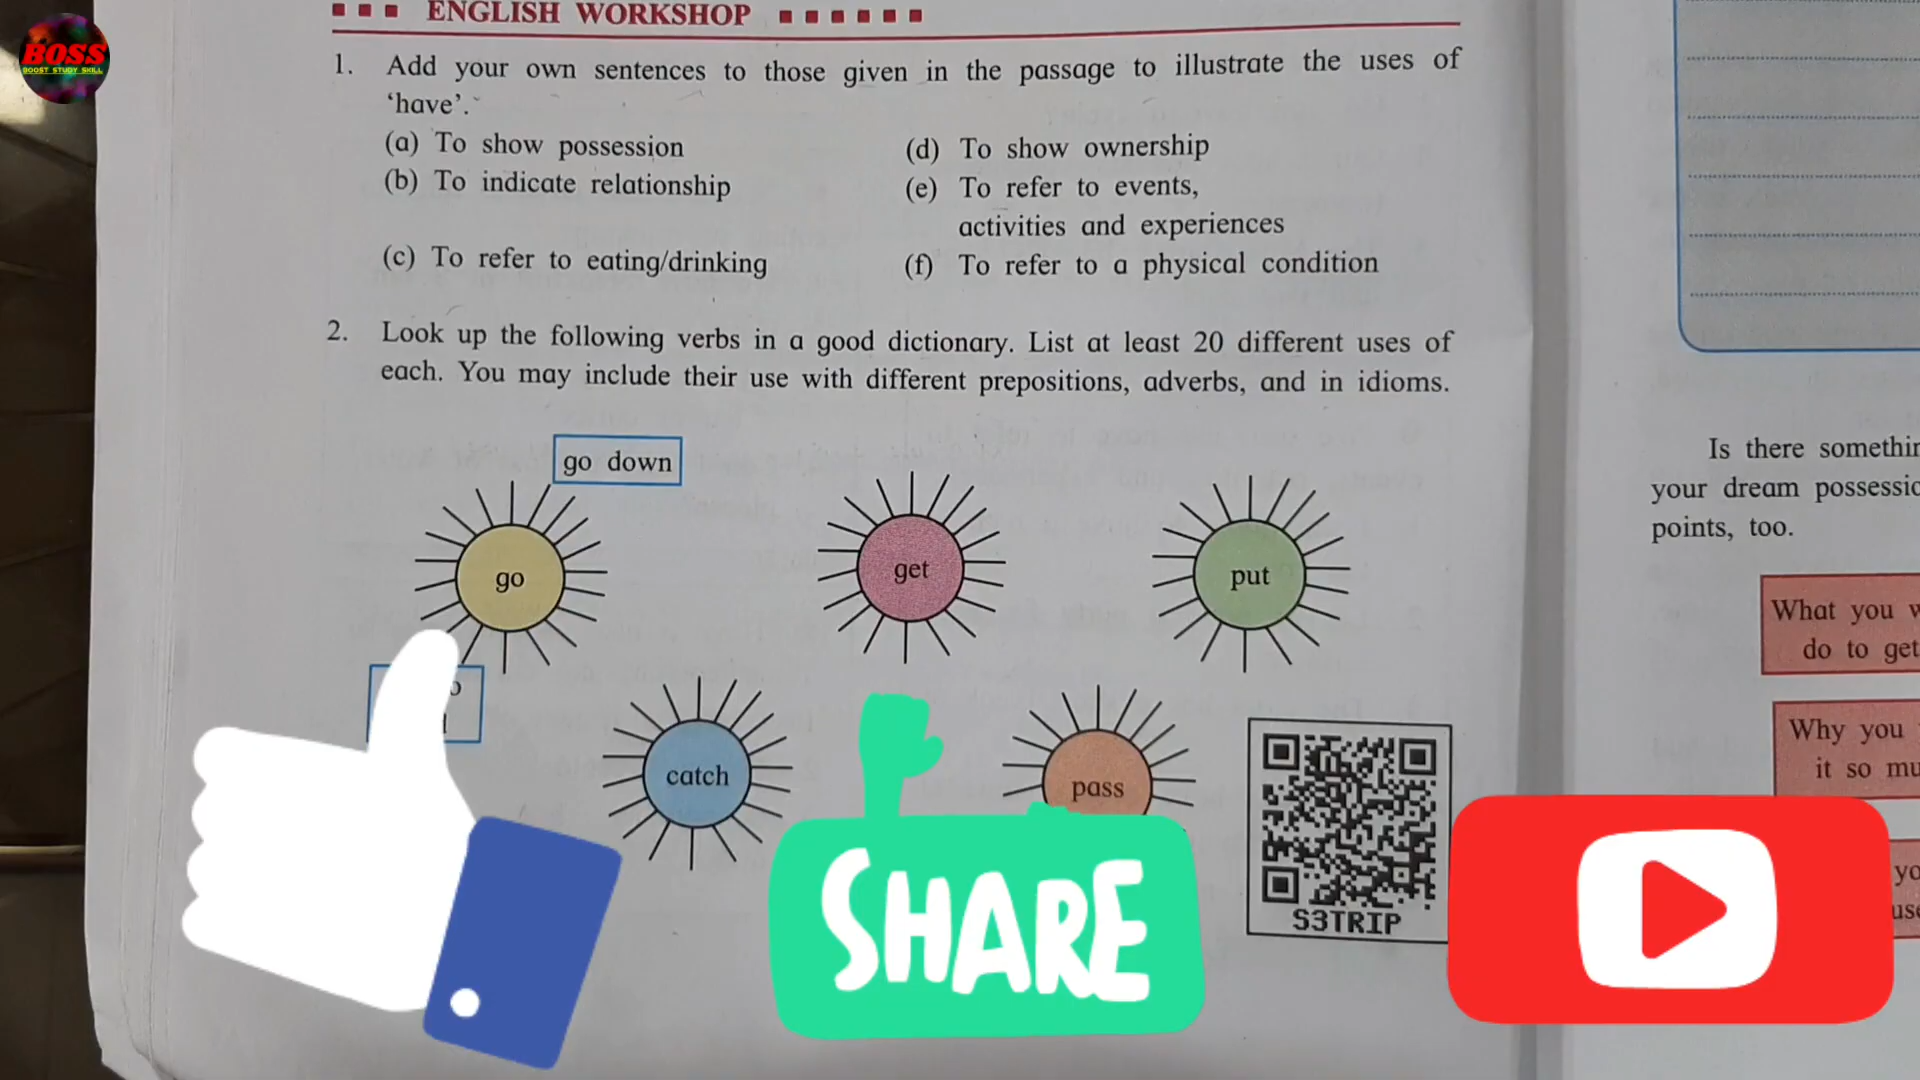 BOSS
BOOST STUDY SKILL
ENGLISH WORKSHOP
1. Add your own sentences to those given in the passage to illustrate the uses of
‘have’.
(a) To show possession
(b) To indicate relationship
(c) To refer to eating/drinking
(d) To show ownership
(e) To refer to events,
activities and experiences
(f) To refer to a physical condition
2. Look up the following verbs in a good dictionary. List at least 20 different uses of
each. You may include their use with different prepositions, adverbs, and in idioms.
go down
go
get
put
catch
pass
S3TRIP
SHARE
Is there
your dream
points, too.
What you
do to get
Why you
it so